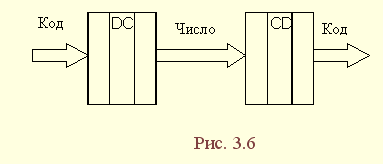 Код
DC
Число
CD
Код
Рис. 3.6